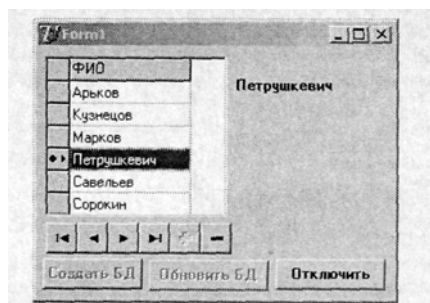 Form1
ФИО
Арьков
Кузнецов
Марков
Петрушкевич
Савельев
Сорокин
Петрушкевич
Создать БД
Обновить БД
Отключить